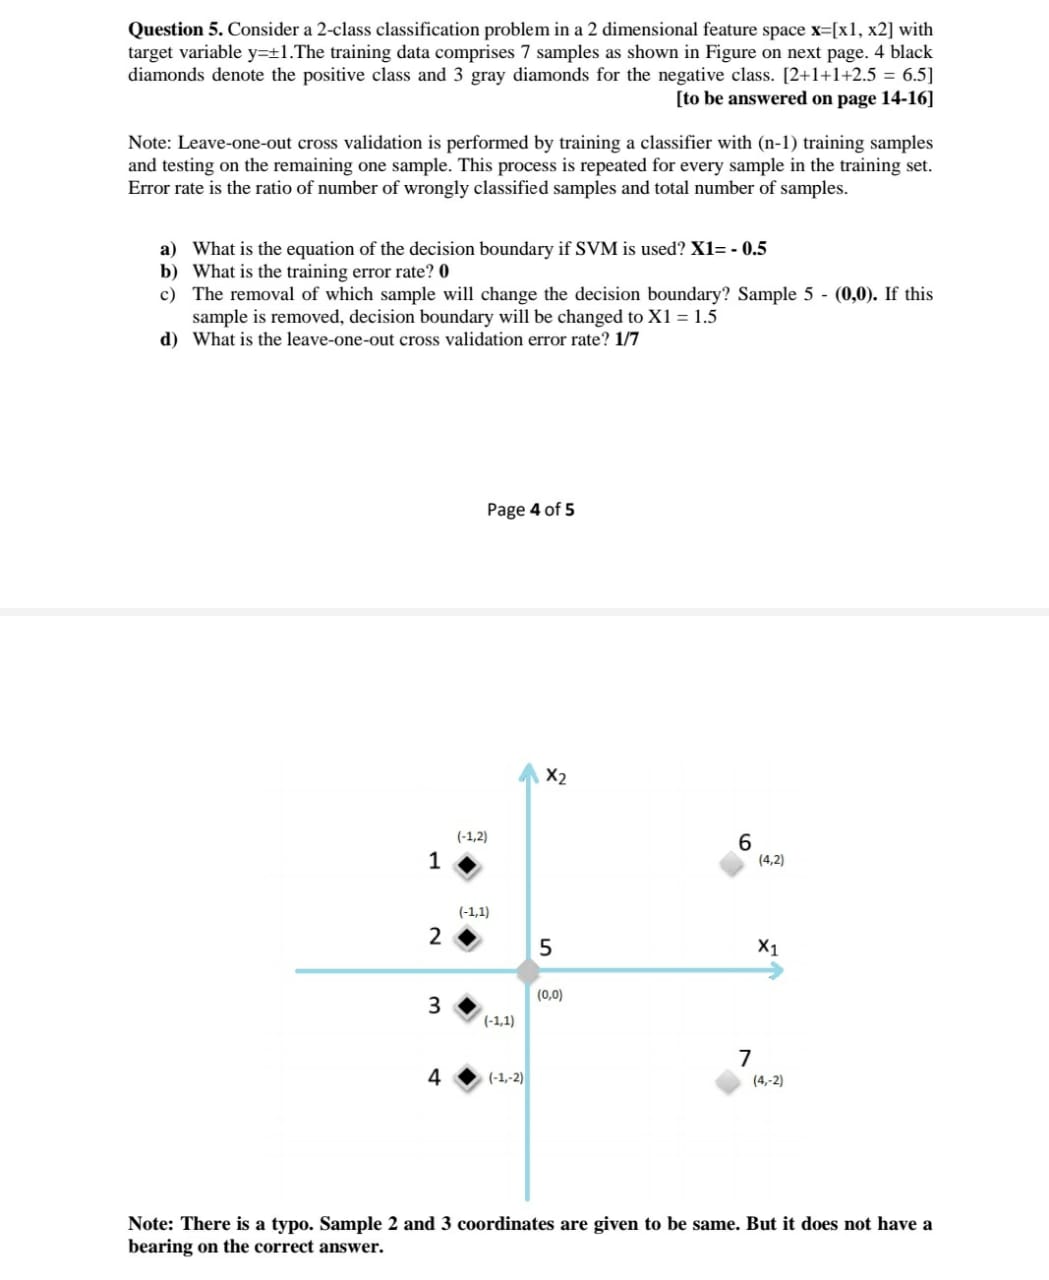 Question 5. Consider a 2-class classification problem in a 2 dimensional feature space x=[x1, x2] with
target variable y=±1.The training data comprises 7 samples as shown in Figure on next page. 4 black
diamonds denote the positive class and 3 gray diamonds for the negative class. [2+1+1+2.5 = 6.5]
[to be answered on page 14-16]
Note: Leave-one-out cross validation is performed by training a classifier with (n-1) training samples
and testing on the remaining one sample. This process is repeated for every sample in the training set.
Error rate is the ratio of number of wrongly classified samples and total number of samples.
a) What is the equation of the decision boundary if SVM is used? X1= - 0.5
b) What is the training error rate? 0
c) The removal of which sample will change the decision boundary? Sample 5 - (0,0). If this
sample is removed, decision boundary will be changed to X1 = 1.5
d) What is the leave-one-out cross validation error rate? 1/7
Page 4 of 5
X2
(-1,2)
1
6
(4,2)
(-1,1)
2
5
X1
(0,0)
3
(-1,1)
4
(-1,-2)
7
(4,-2)
Note: There is a typo. Sample 2 and 3 coordinates are given to be same. But it does not have a
bearing on the correct answer.